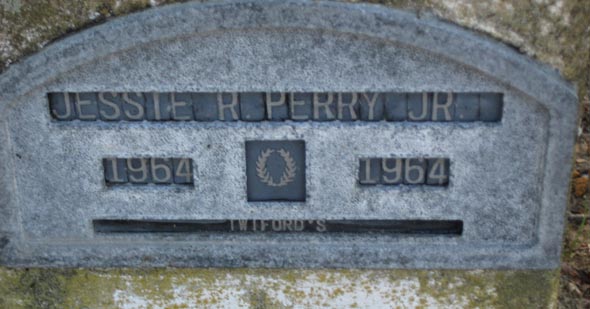 JESSIE R. PERRY JR.
1964 1964
TWIFORD'S